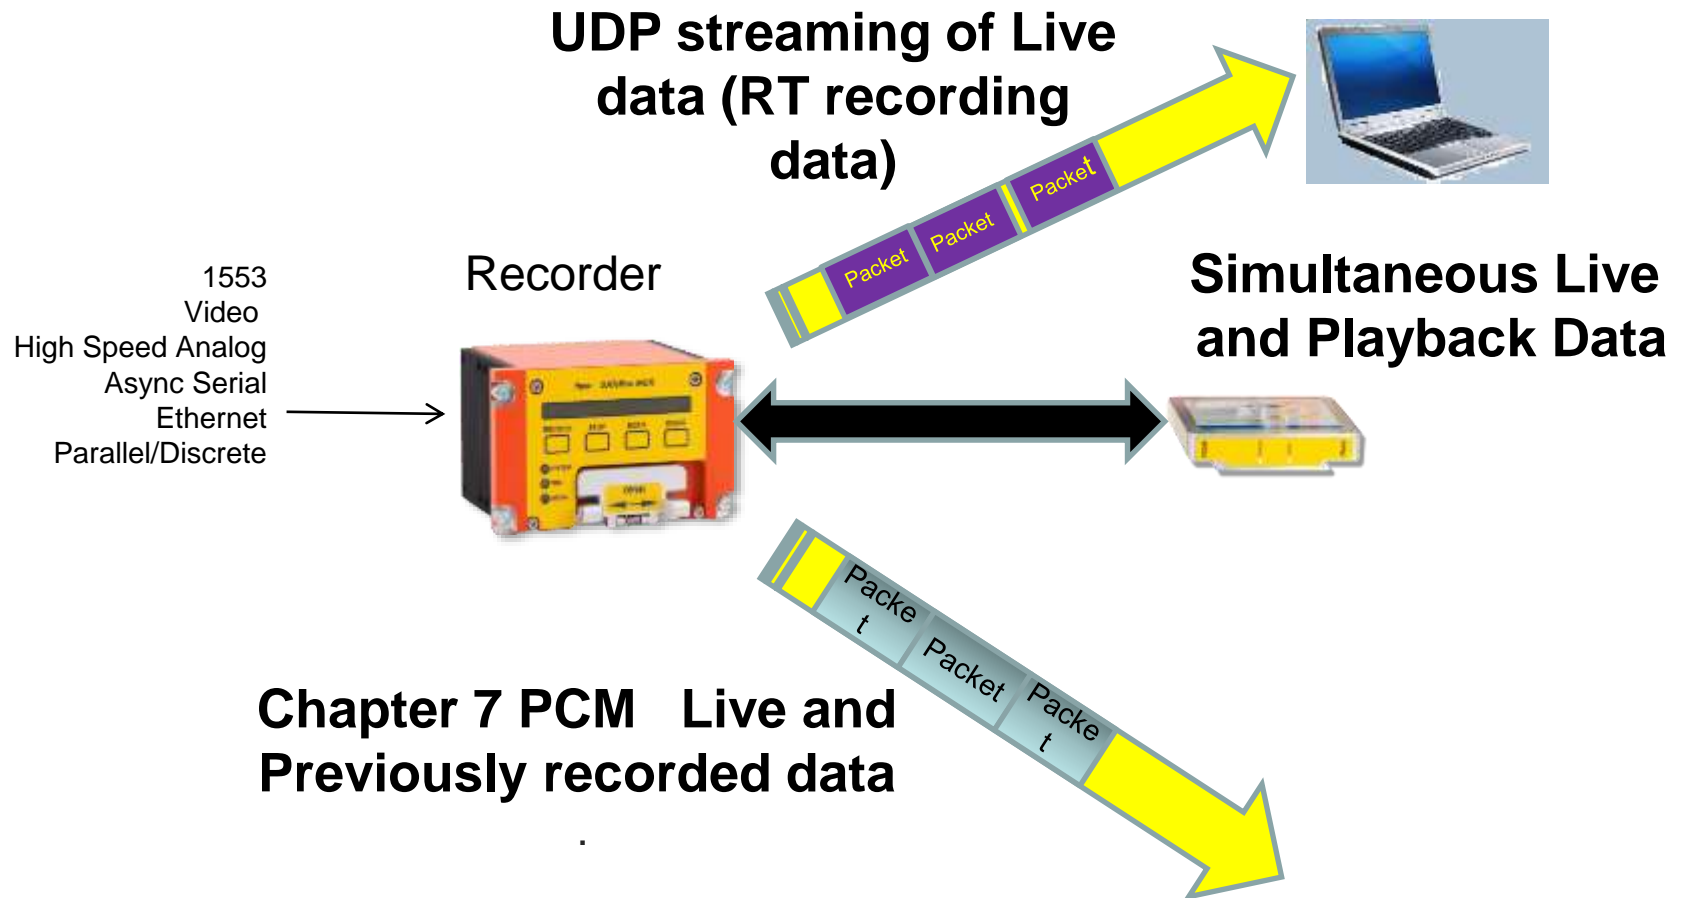 UDP streaming of Live
data (RT recording
data)
Packet
Packet
Packet
1553
Video
High Speed Analog
Async Serial
Ethernet
Parallel/Discrete
Recorder
Simultaneous Live
and Playback Data
Packe
t
Packet
Packe
t
Chapter 7 PCM   Live and
Previously recorded data
.